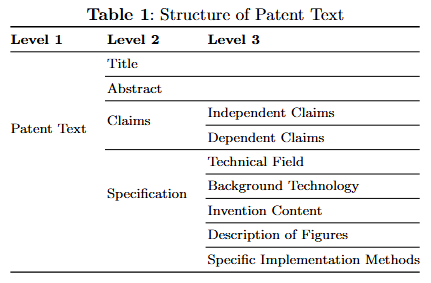 Table 1: Structure of Patent Text
Level 1 Level 2 Level 3
Title
Abstract
Patent Text
Claims
Independent Claims
Dependent Claims
Specification
Technical Field
Background Technology
Invention Content
Description of Figures
Specific Implementation Methods